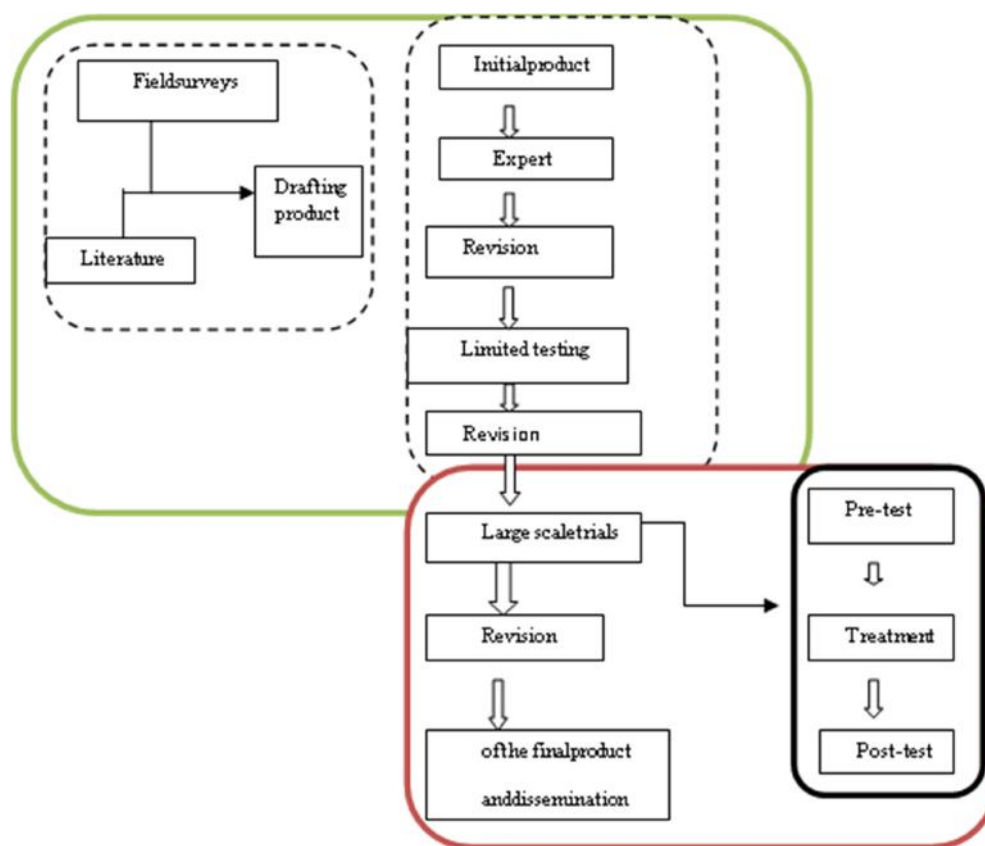 Fieldsurveys
Drafting
product
Literature
Initialproduct
Expert
Revision
Limited testing
Revision
Large scaletrials
Revision
ofthe finalproduct
anddissemination
Pre-test
Treatment
Post-test